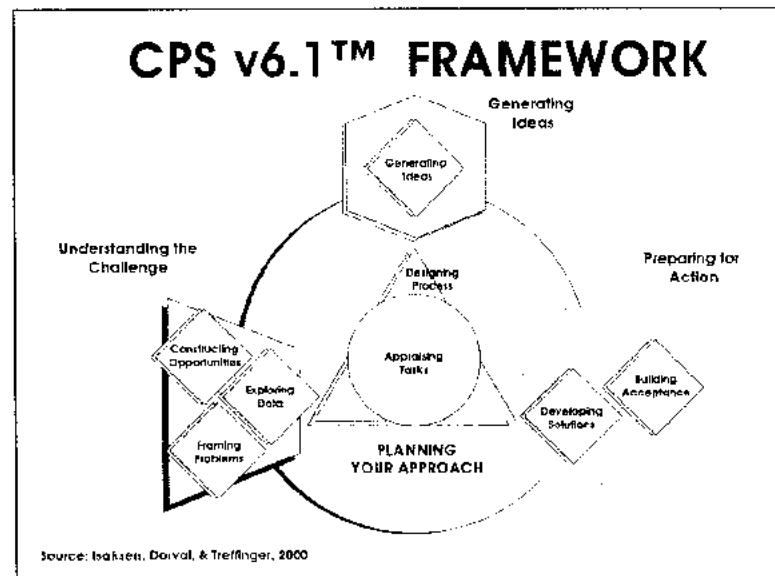 CPS v6.1™ FRAMEWORK
Generating
Ideas
Generating
Ideas
Understanding the
Challenge
Preparing for
Action
Designing
Process
Constructing
Opportunities
Exploring
Data
Framing
Problems
Appraising
Tasks
Building
Acceptance
Developing
Solutions
PLANNING
YOUR APPROACH
Source: Isaksen, Dorval, & Treffinger, 2000